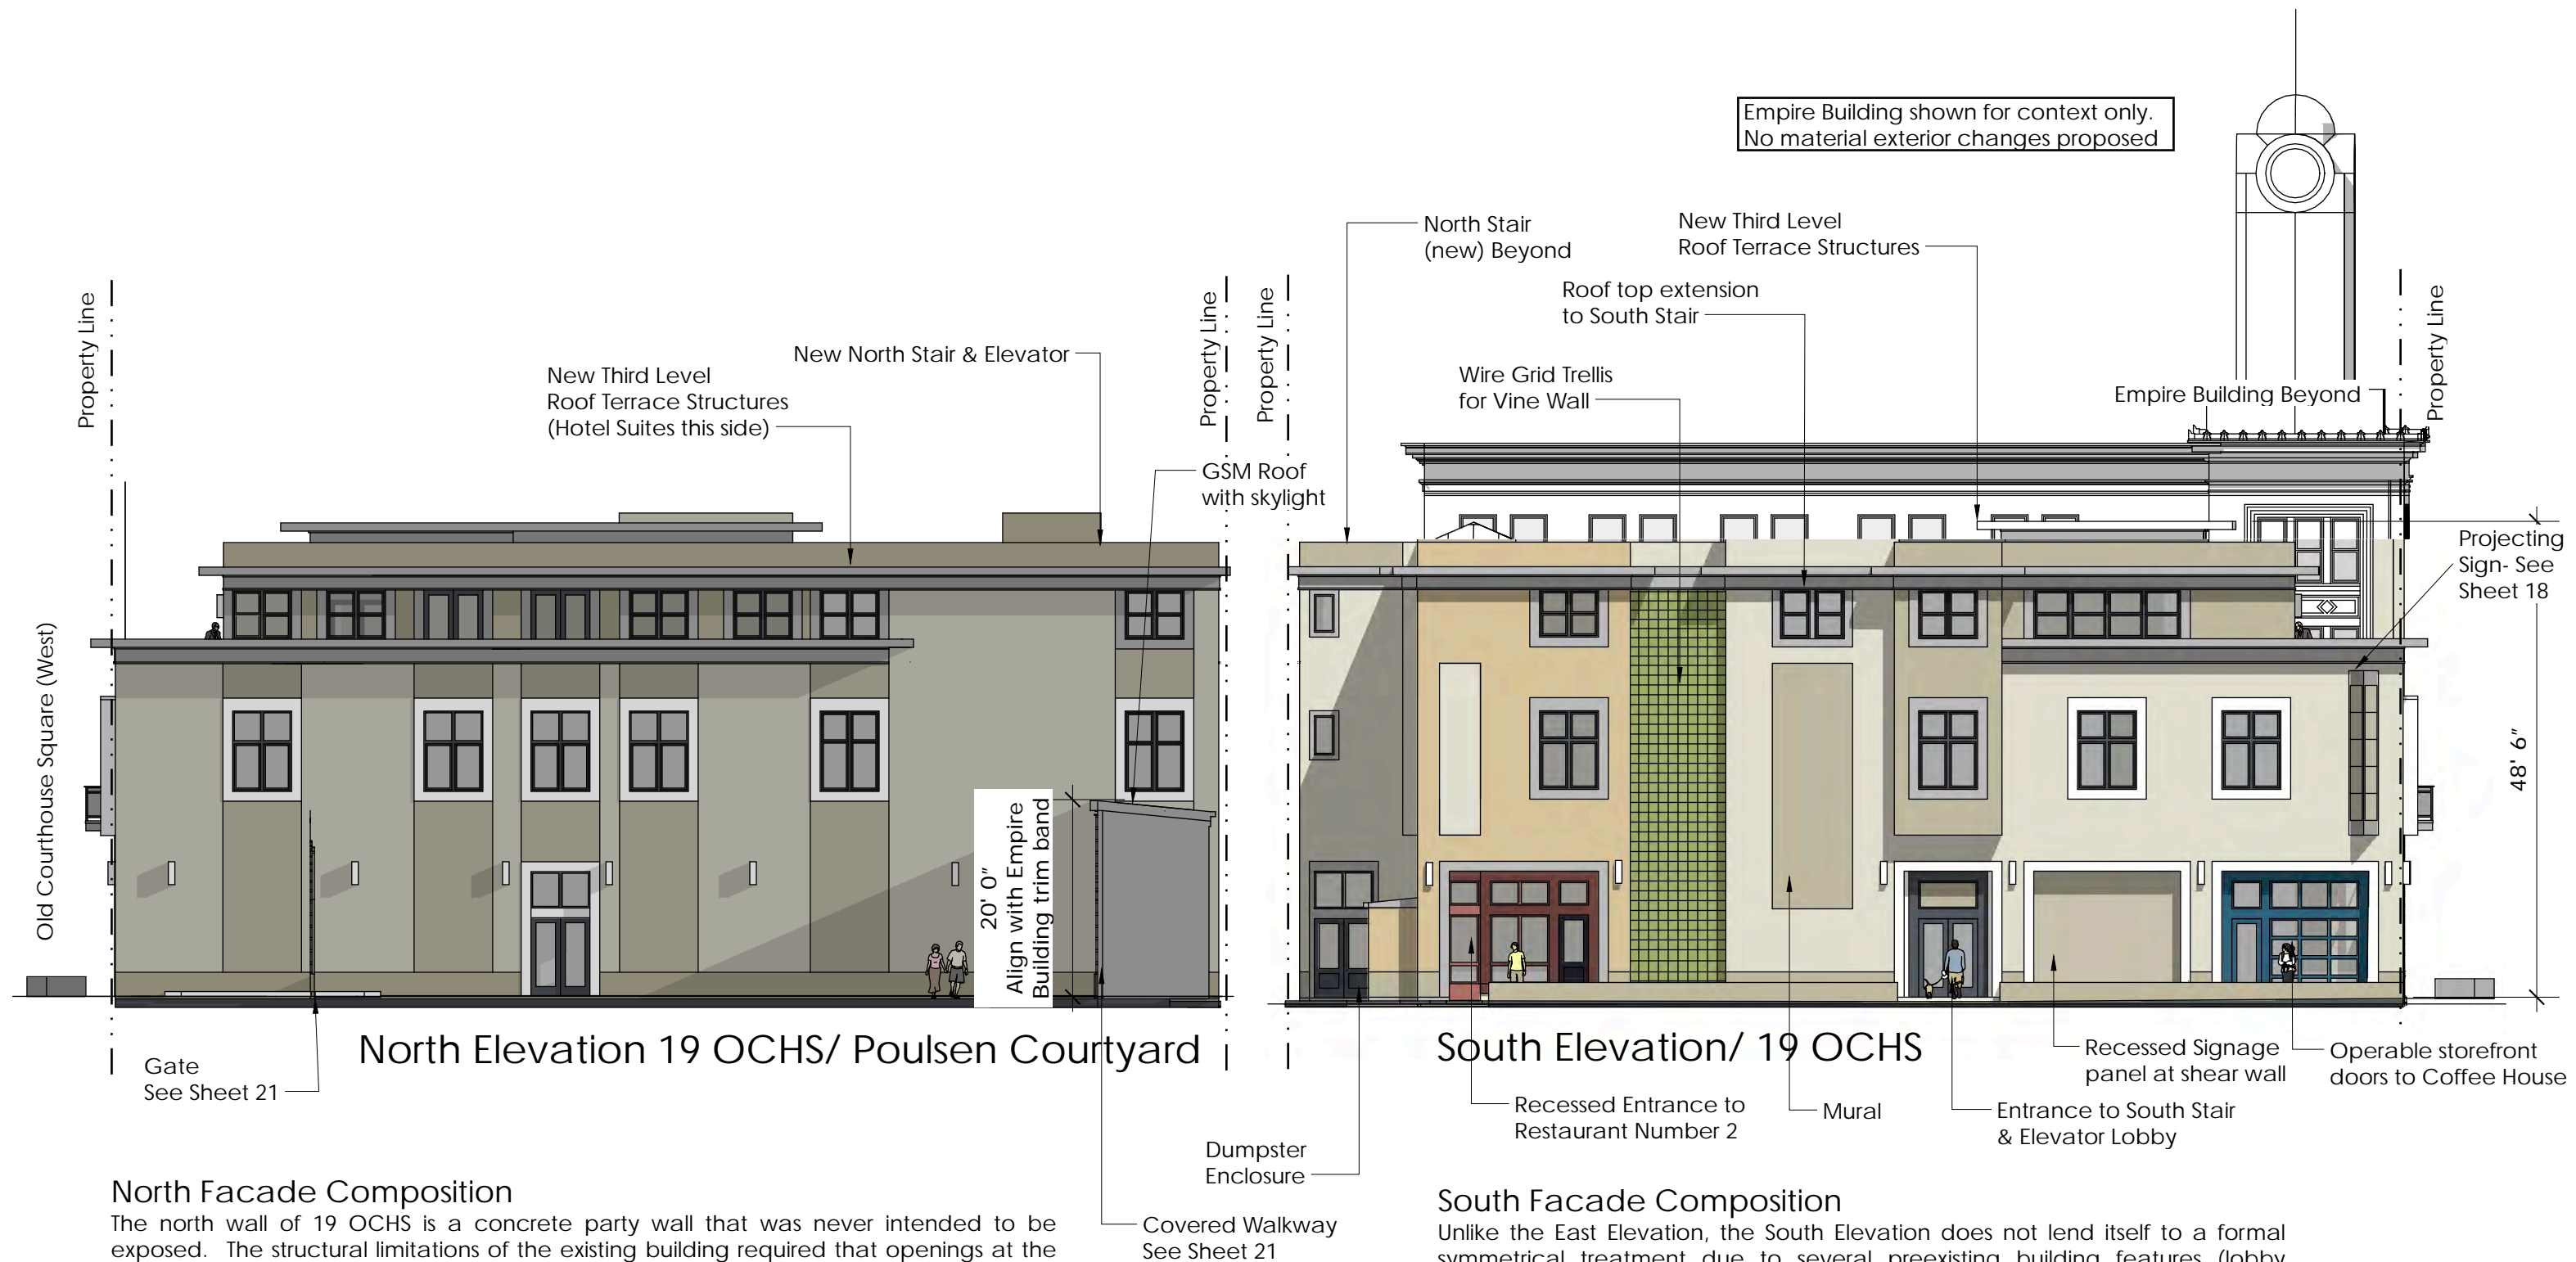 Empire Building shown for context only.
No material exterior changes proposed
North Stair
(new) Beyond
New Third Level
Roof Terrace Structures
Roof top extension
to South Stair
Wire Grid Trellis
for Vine Wall
Empire Building Beyond
Property Line
Property Line
Property Line
Property Line
New North Stair & Elevator
New Third Level
Roof Terrace Structures
(Hotel Suites this side)
GSM Roof
with skylight
Projecting
Sign- See
Sheet 18
Old Courthouse Square (West)
48' 6"
20' 0"
Align with Empire
Building trim band
North Elevation 19 OCHS/ Poulsen Courtyard
South Elevation/ 19 OCHS
Gate
See Sheet 21
Recessed Signage
panel at shear wall
Operable storefront
doors to Coffee House
Recessed Entrance to
Restaurant Number 2
Mural
Entrance to South Stair
& Elevator Lobby
Dumpster
Enclosure
Covered Walkway
See Sheet 21
North Facade Composition
The north wall of 19 OCHS is a concrete party wall that was never intended to be
exposed. The structural limitations of the existing building required that openings at the
South Facade Composition
Unlike the East Elevation, the South Elevation does not lend itself to a formal
symmetrical treatment due to several preexisting building features (lobby